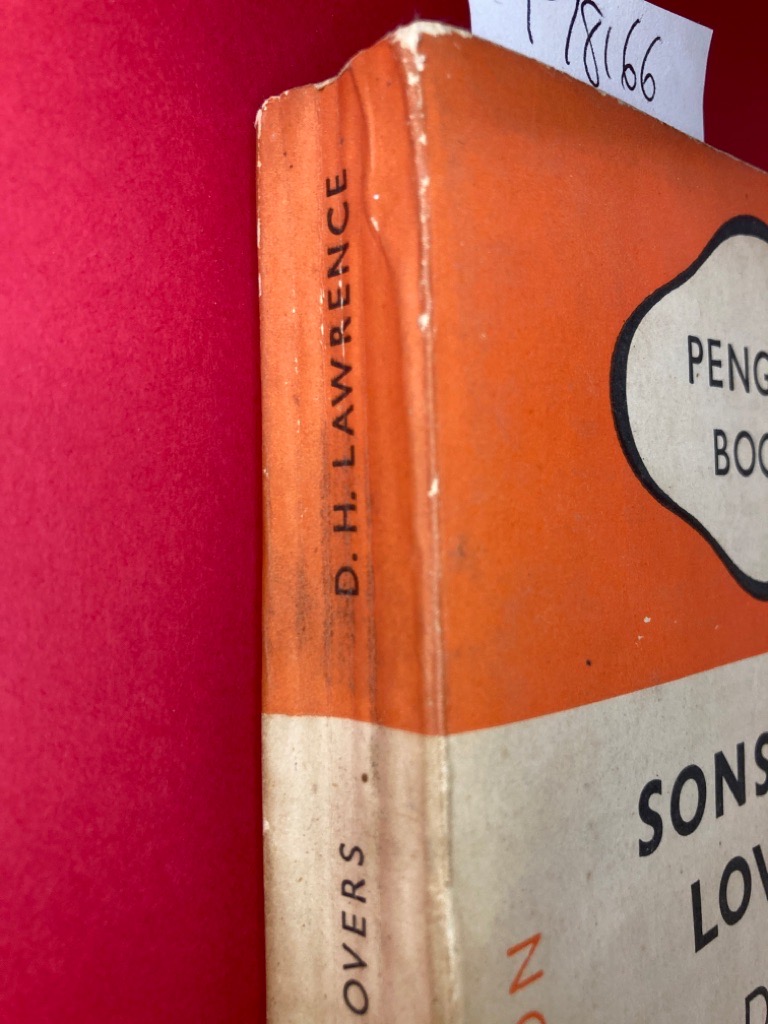 78166
D. H. LAWRENCE
OVERS
PENG
BOO
SONS
LOV
D
N